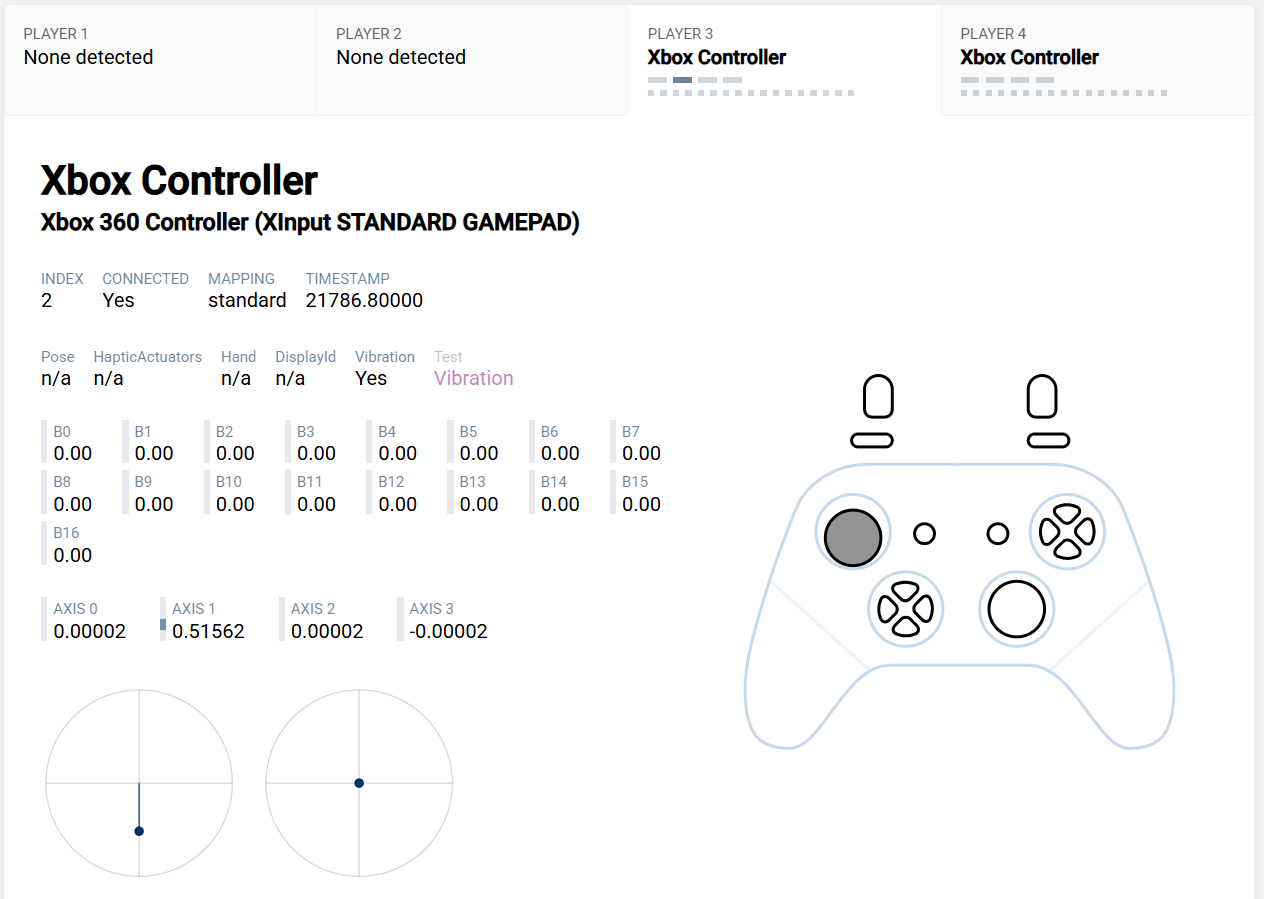 PLAYER 1
None detected
PLAYER 2
None detected
PLAYER 3
Xbox Controller
PLAYER 4
Xbox Controller
Xbox Controller
Xbox 360 Controller (XInput STANDARD GAMEPAD)
INDEX CONNECTED MAPPING TIMESTAMP
2 Yes standard 21786.80000
Pose HapticActuators Hand DisplayId Vibration Test
n/a n/a n/a n/a Yes Vibration
B0 B1 B2 B3 B4 B5 B6 B7
0.00 0.00 0.00 0.00 0.00 0.00 0.00 0.00
B8 B9 B10 B11 B12 B13 B14 B15
0.00 0.00 0.00 0.00 0.00 0.00 0.00 0.00
B16
0.00
AXIS 0 AXIS 1 AXIS 2 AXIS 3
0.00002 0.51562 0.00002 -0.00002